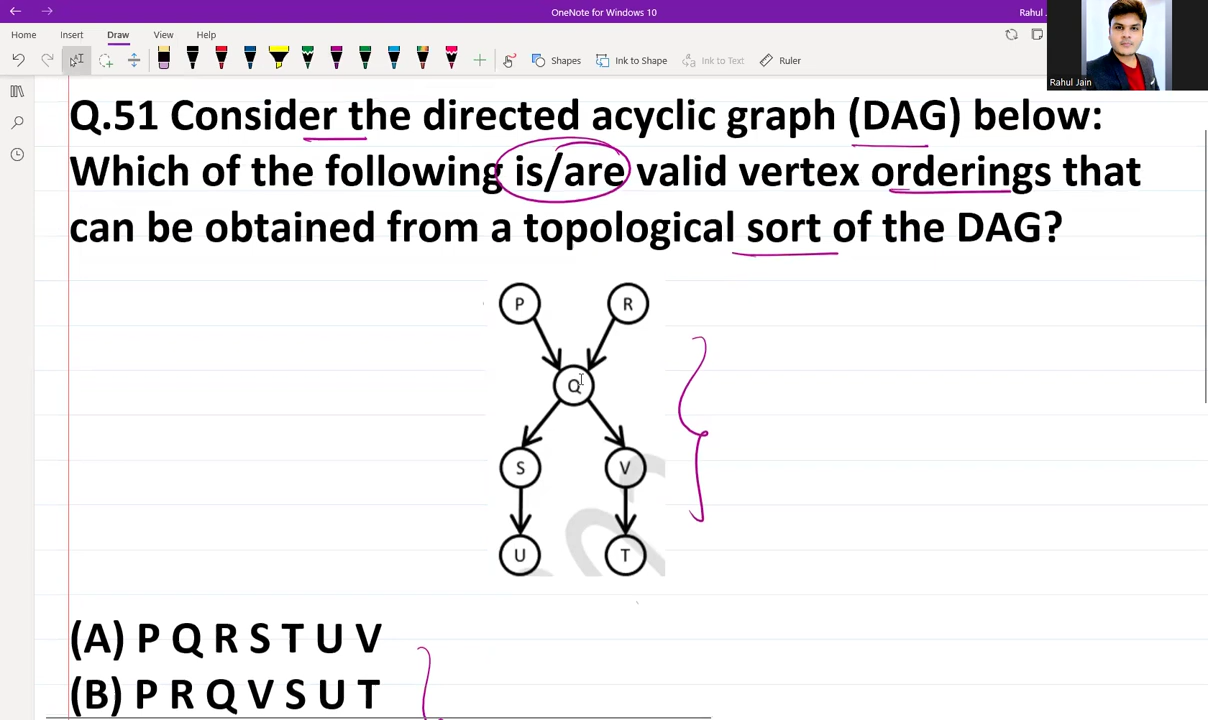 OneNote for Windows 10
Rahul J
Home Insert Draw View Help
Shapes Ink to Shape Ink to Text Ruler
Rahul Jain
Q.51 Consider the directed acyclic graph (DAG) below:
Which of the following is/are valid vertex orderings that
can be obtained from a topological sort of the DAG?
P R
Q
S V
U T
(A) P Q R S T U V
(B) P R Q V S U T